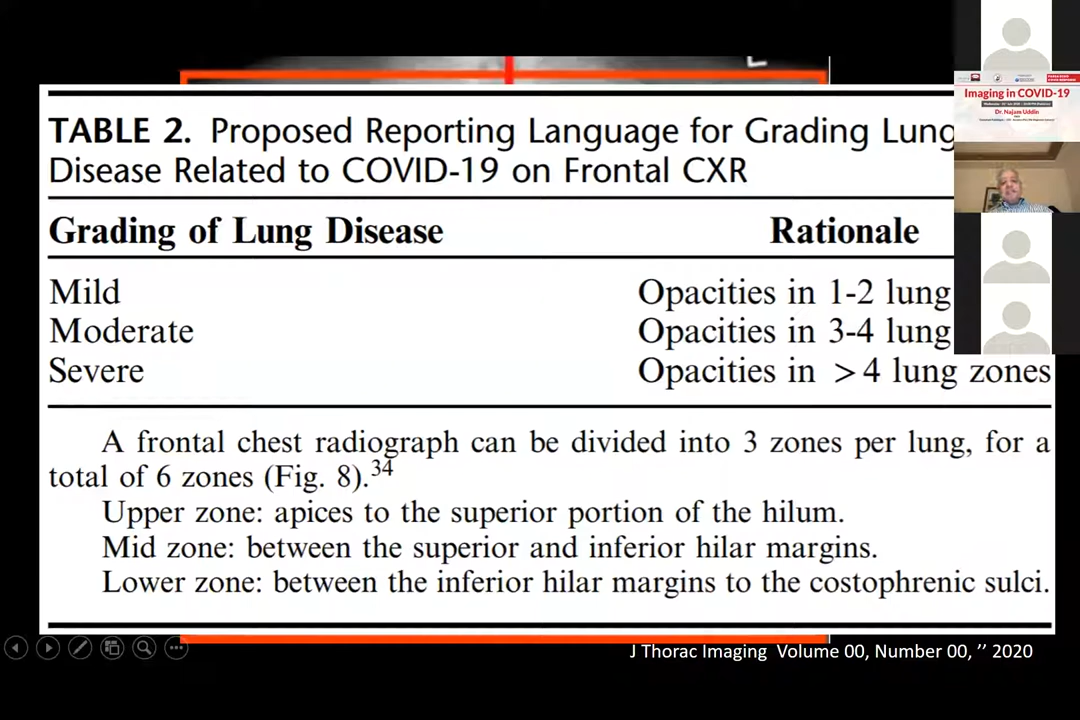 L
TABLE 2. Proposed Reporting Language for Grading Lung
Disease Related to COVID-19 on Frontal CXR
Grading of Lung Disease Rationale
Mild Opacities in 1-2 lung
Moderate Opacities in 3-4 lung
Severe Opacities in >4 lung zones
A frontal chest radiograph can be divided into 3 zones per lung, for a
total of 6 zones (Fig. 8).34
Upper zone: apices to the superior portion of the hilum.
Mid zone: between the superior and inferior hilar margins.
Lower zone: between the inferior hilar margins to the costophrenic sulci.
J Thorac Imaging Volume 00, Number 00, ’’ 2020
Imaging in COVID-19
Dr. Najam Uddin